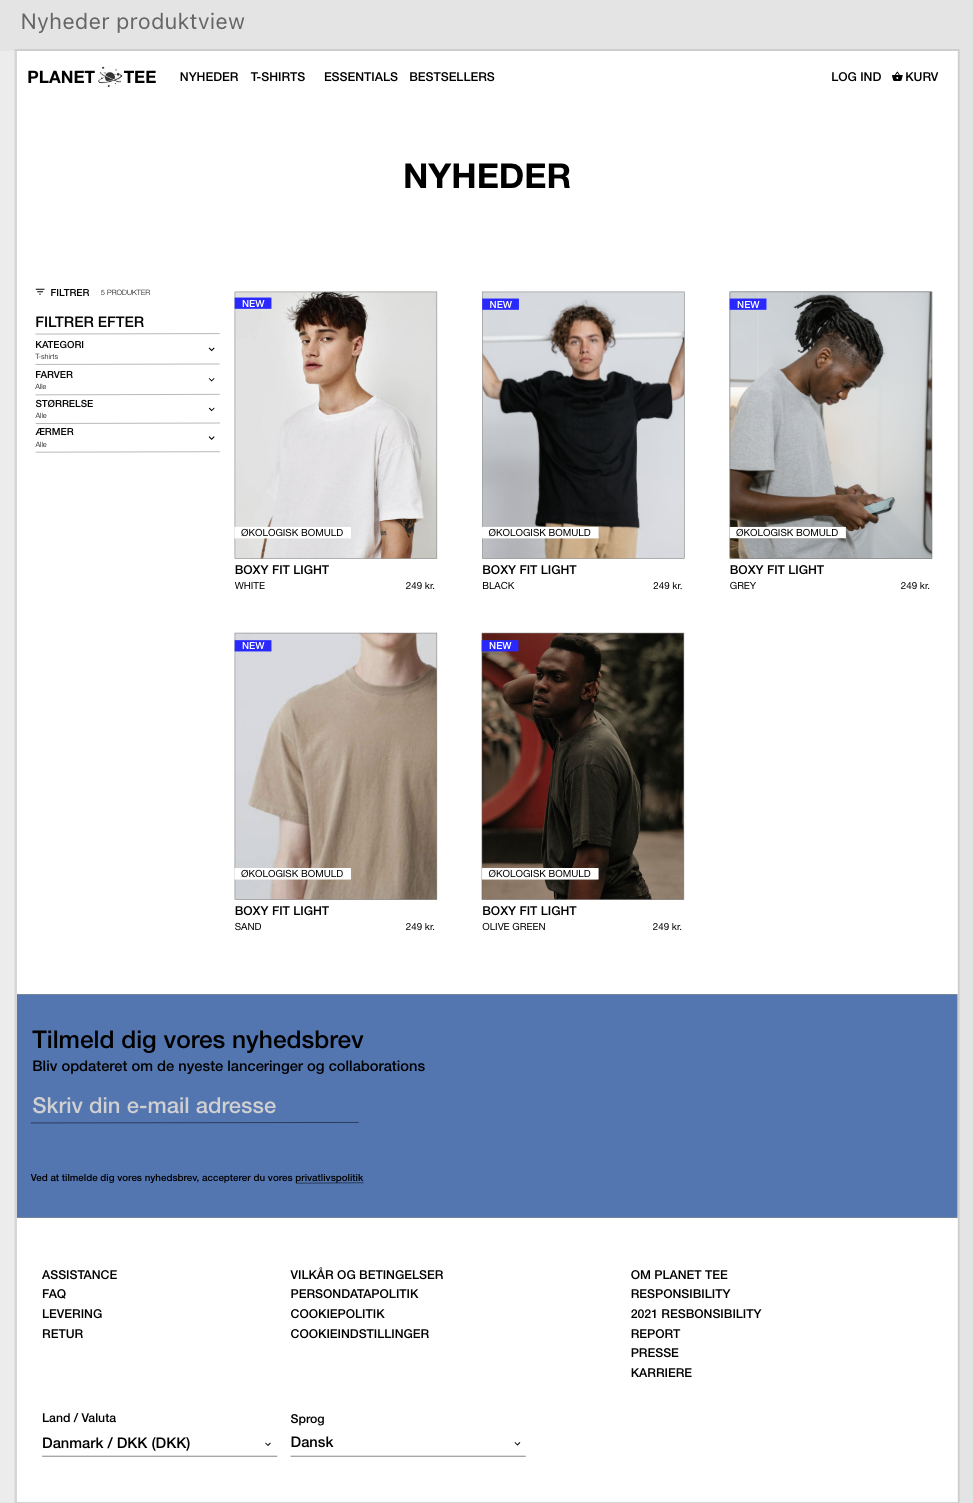 Nyheder produktview
PLANET TEE NYHEDER T-SHIRTS ESSENTIALS BESTSELLERS LOG IND KURV
NYHEDER
FILTRER 5 PRODUKTER
FILTRER EFTER
KATEGORI
T-shirts
FARVER
Alle
STØRRELSE
Alle
ÆRMER
Alle
NEW
ØKOLOGISK BOMULD
BOXY FIT LIGHT
WHITE 249 kr.
NEW
ØKOLOGISK BOMULD
BOXY FIT LIGHT
BLACK 249 kr.
NEW
ØKOLOGISK BOMULD
BOXY FIT LIGHT
GREY 249 kr.
NEW
ØKOLOGISK BOMULD
BOXY FIT LIGHT
SAND 249 kr.
NEW
ØKOLOGISK BOMULD
BOXY FIT LIGHT
OLIVE GREEN 249 kr.
Tilmeld dig vores nyhedsbrev
Bliv opdateret om de nyeste lanceringer og collaborations
Skriv din e-mail adresse
Ved at tilmelde dig vores nyhedsbrev, accepterer du vores privatlivspolitik
ASSISTANCE
FAQ
LEVERING
RETUR
VILKÅR OG BETINGELSER
PERSONDATAPOLITIK
COOKIEPOLITIK
COOKIEINDSTILLINGER
OM PLANET TEE
RESPONSIBILITY
2021 RESBONSIBILITY
REPORT
PRESSE
KARRIERE
Land / Valuta
Danmark / DKK (DKK)
Sprog
Dansk